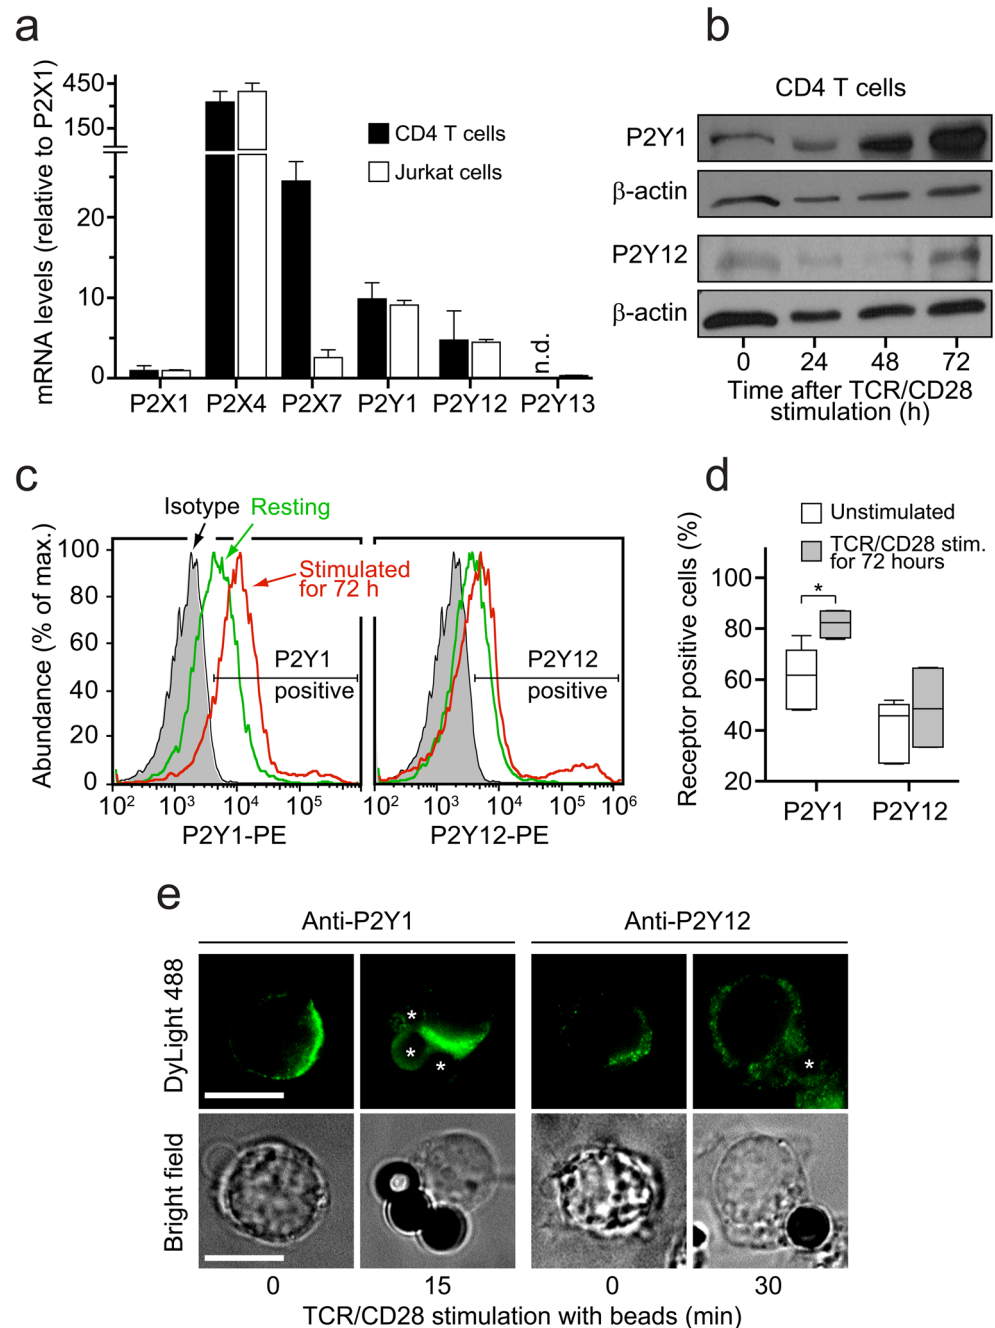 a
mRNA levels (relative to P2X1)
450
150
20
10
0
CD4 T cells
Jurkat cells
n.d.
P2X1 P2X4 P2X7 P2Y1 P2Y12 P2Y13
b
CD4 T cells
P2Y1
β-actin
P2Y12
β-actin
0 24 48 72
Time after TCR/CD28
stimulation (h)
c
Isotype Resting
Stimulated
for 72 h
Abundance (% of max.)
100
80
60
40
20
0
P2Y1
positive
P2Y12
positive
10² 10³ 10⁴ 10⁵
10² 10³ 10⁴ 10⁵ 10⁶
P2Y1-PE
P2Y12-PE
d
Unstimulated
TCR/CD28 stim.
for 72 hours
Receptor positive cells (%)
100
80
60
40
20
*
P2Y1 P2Y12
e
Anti-P2Y1 Anti-P2Y12
DyLight 488
*
*
*
*
Bright field
0 15 0 30
TCR/CD28 stimulation with beads (min)